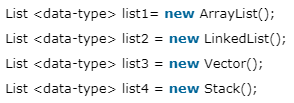 List <data-type> list1= new ArrayList();
List <data-type> list2 = new LinkedList();
List <data-type> list3 = new Vector();
List <data-type> list4 = new Stack();